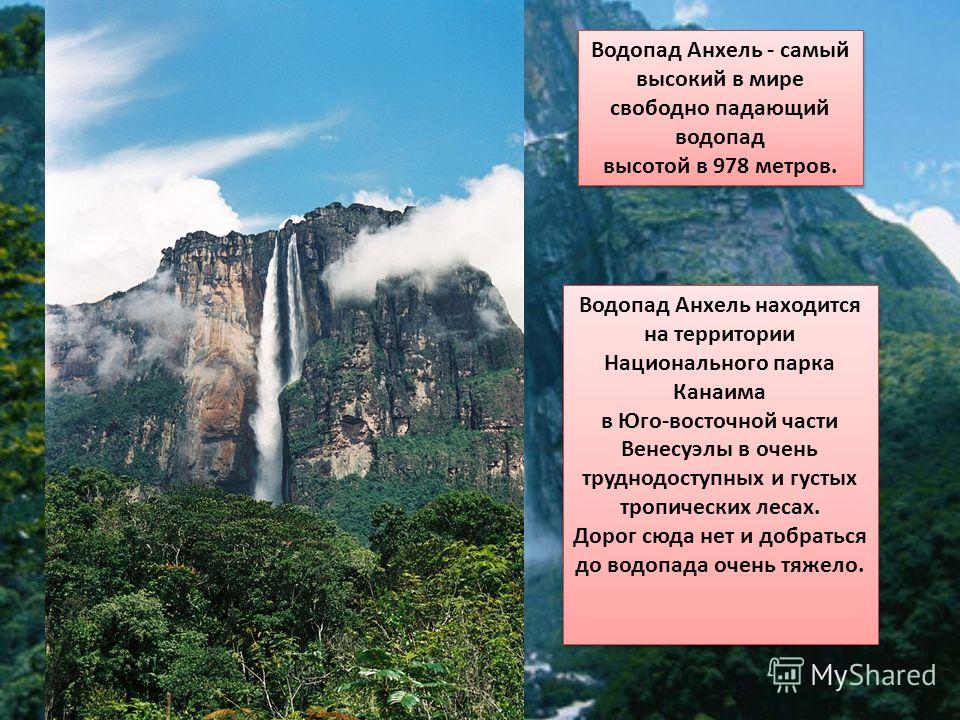 Водопад Анхель - самый
высокий в мире
свободно падающий
водопад
высотой в 978 метров.
Водопад Анхель находится
на территории
Национального парка
Канаима
в Юго-восточной части
Венесуэлы в очень
труднодоступных и густых
тропических лесах.
Дорог сюда нет и добраться
до водопада очень тяжело.
MyShared